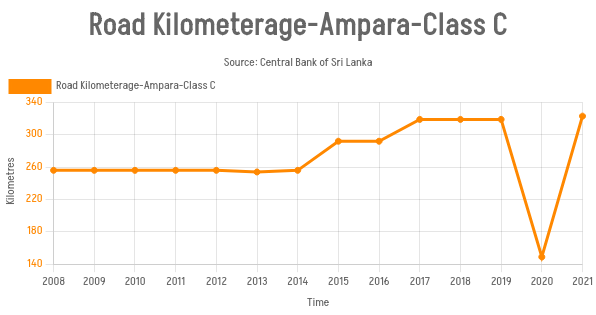 Road Kilometerage-Ampara-Class C
Source: Central Bank of Sri Lanka
Road Kilometerage-Ampara-Class C
340
300
260
220
180
140
Kilometres
2008 2009 2010 2011 2012 2013 2014 2015 2016 2017 2018 2019 2020 2021
Time